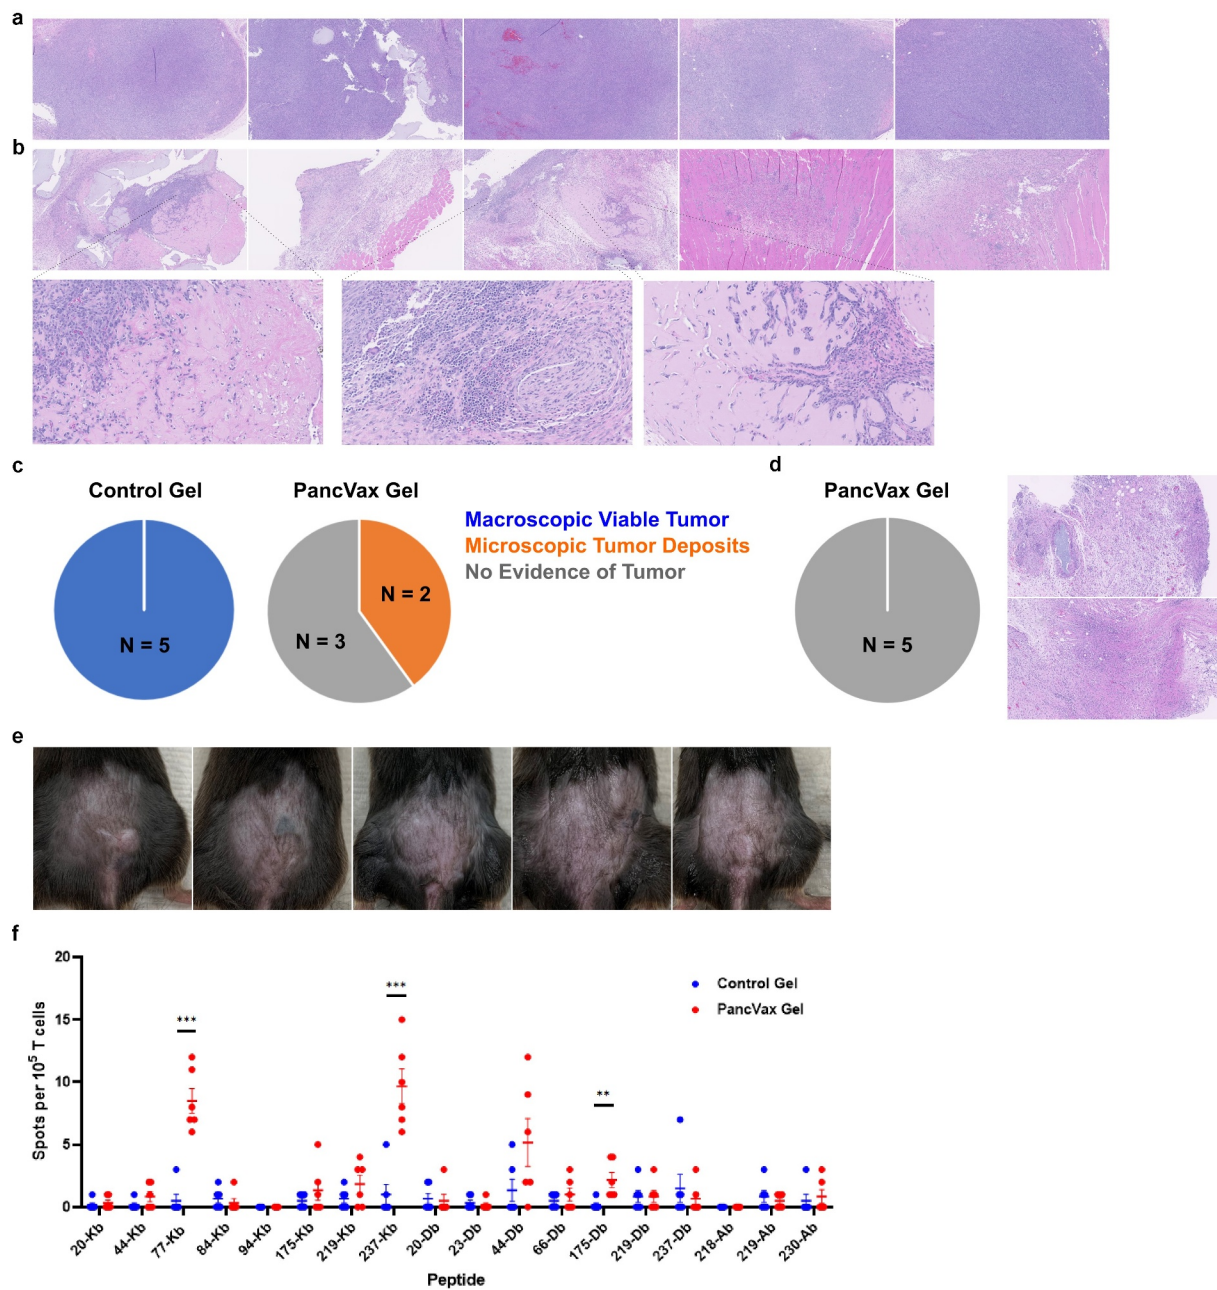 a
b
c
d
Control Gel
PancVax Gel
Macroscopic Viable Tumor
Microscopic Tumor Deposits
No Evidence of Tumor
PancVax Gel
N = 5
N = 2
N = 3
N = 5
e
f
20
15
10
5
0
Spots per 10⁵ T cells
***
***
**
Control Gel
PancVax Gel
20-Kb
44-Kb
77-Kb
84-Kb
94-Kb
175-Kb
219-Kb
237-Kb
20-Db
23-Db
44-Db
66-Db
175-Db
219-Db
237-Db
218-Ab
219-Ab
230-Ab
Peptide